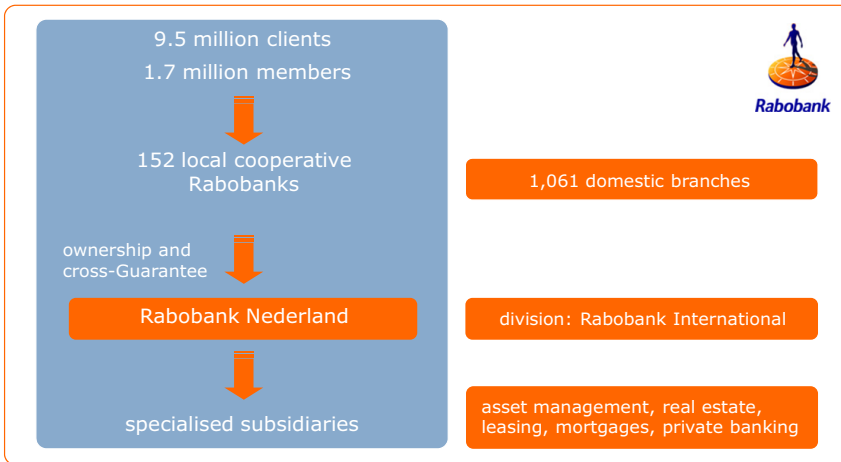 9.5 million clients
1.7 million members
Rabobank
152 local cooperative
Rabobanks
1,061 domestic branches
ownership and
cross-Guarantee
Rabobank Nederland
division: Rabobank International
specialised subsidiaries
asset management, real estate,
leasing, mortgages, private banking